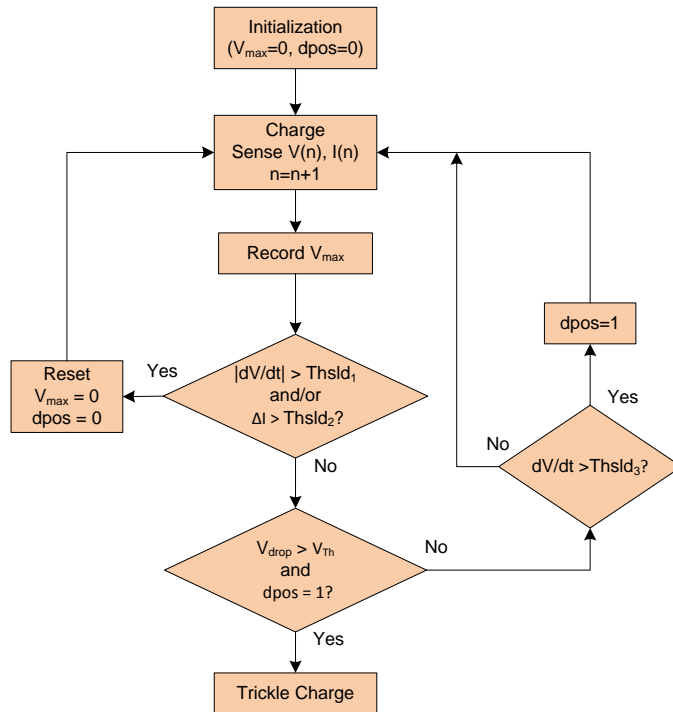 Initialization
(Vmax=0, dpos=0)
Charge
Sense V(n), I(n)
n=n+1
Record Vmax
dpos=1
Yes
|dV/dt| > Thsld1
and/or
ΔI > Thsld2?
Reset
Vmax = 0
dpos = 0
Yes
No
dV/dt >Thsld3?
No
Vdrop > VTh
and
dpos = 1?
No
Yes
Trickle Charge